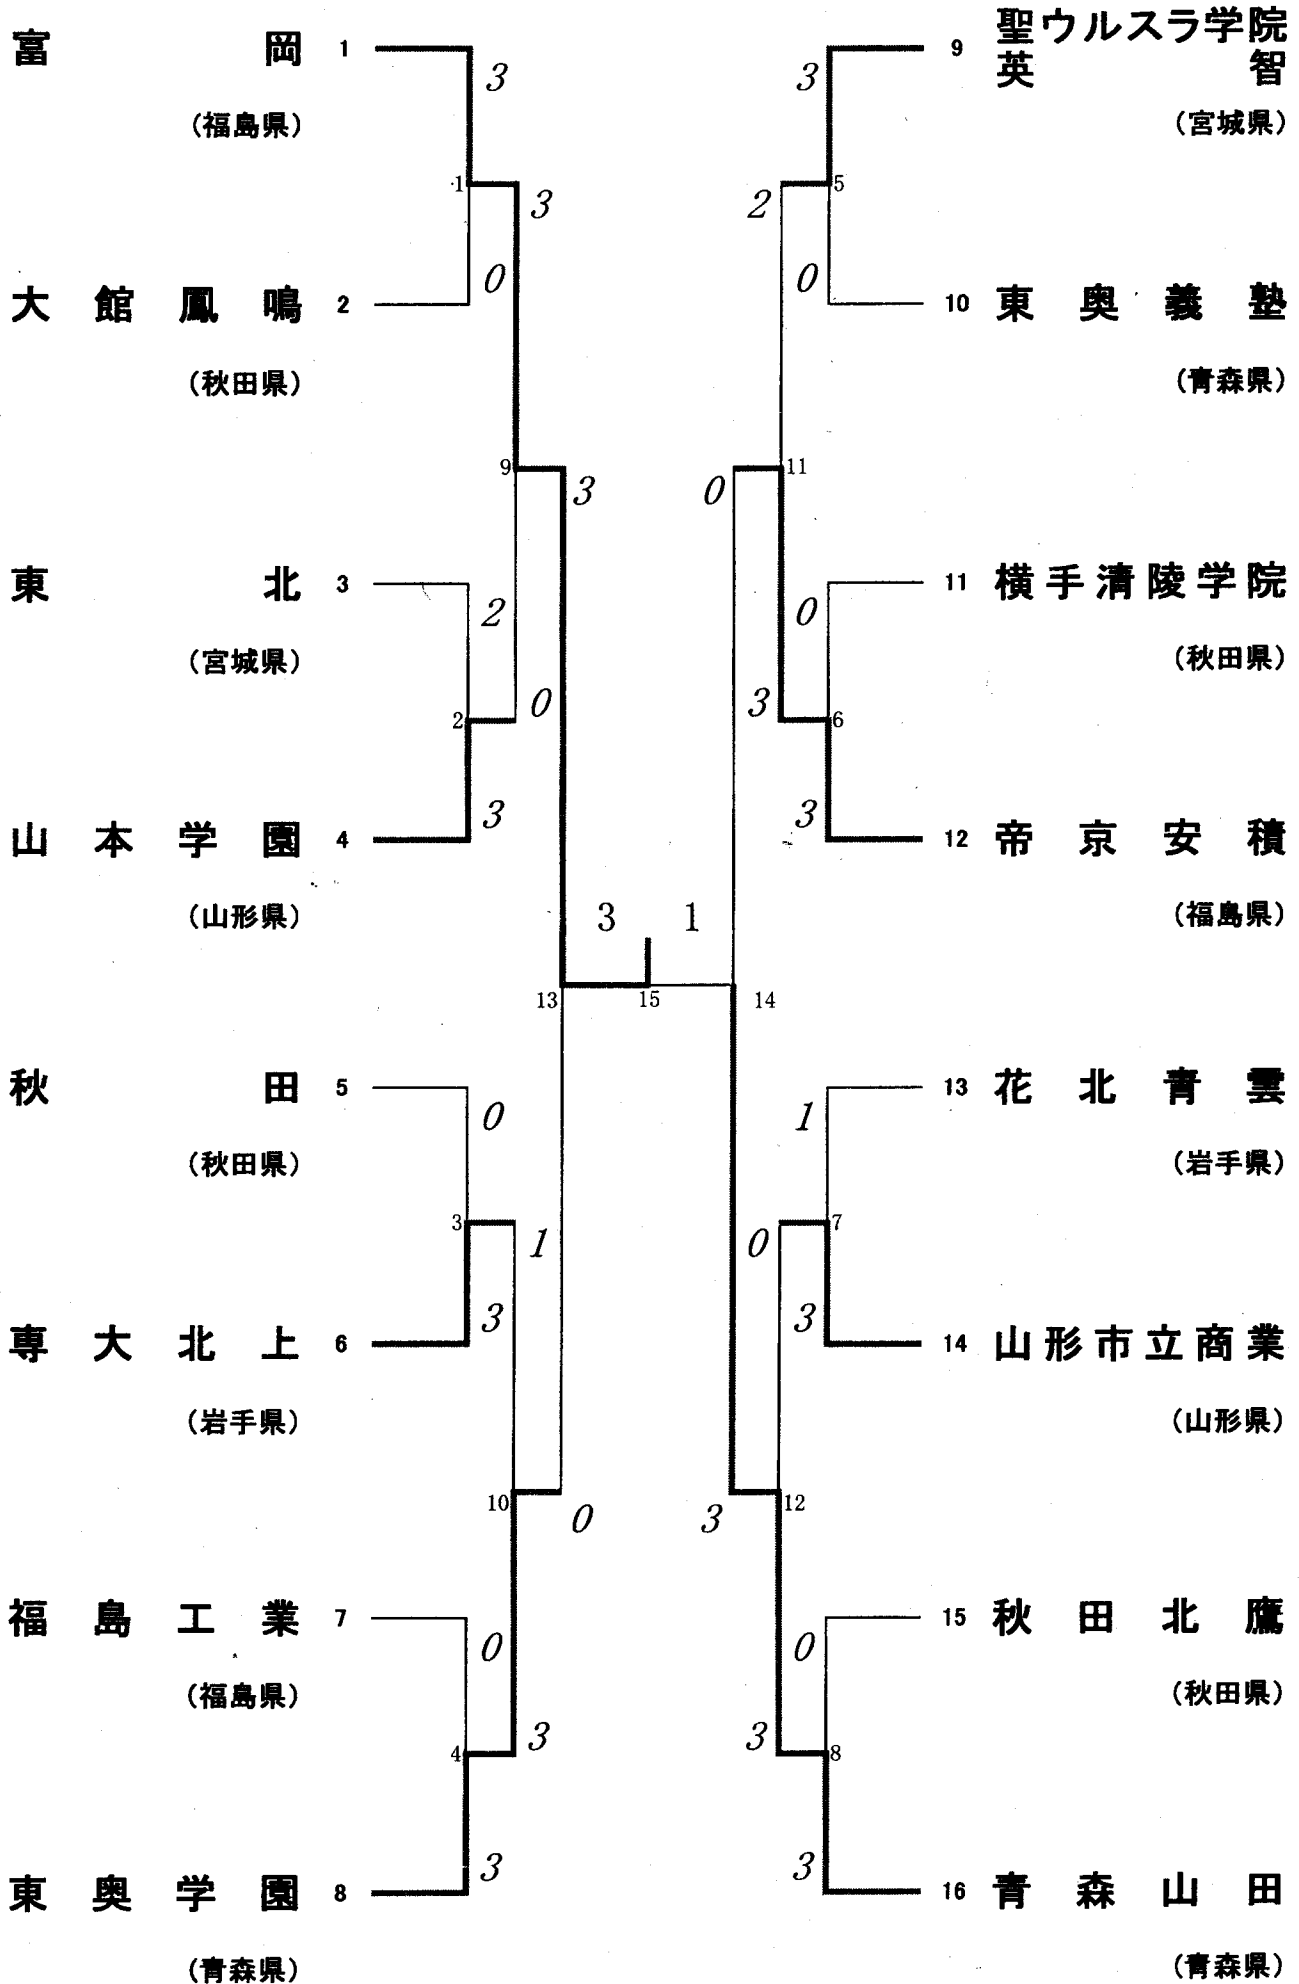 富岡 1
(福島県)
3
1
3
0
大館鳳鳴 2
(秋田県)
9
3
東北 3
(宮城県)
2
2
0
3
山本学園 4
(山形県)
秋田 5
(秋田県)
0
3
1
3
専大北上 6
(岩手県)
10
0
福島工業 7
(福島県)
0
4
3
3
東奥学園 8
(青森県)
3 1
13 15 14
9 聖ウルスラ学院
英智
(宮城県)
3
5
2
0
10 東奥義塾
(青森県)
11
0
11 横手清陵学院
(秋田県)
0
6
3
3
12 帝京安積
(福島県)
13 花北青雲
(岩手県)
1
7
0
3
14 山形市立商業
(山形県)
12
3
15 秋田北鷹
(秋田県)
0
8
3
3
16 青森山田
(青森県)